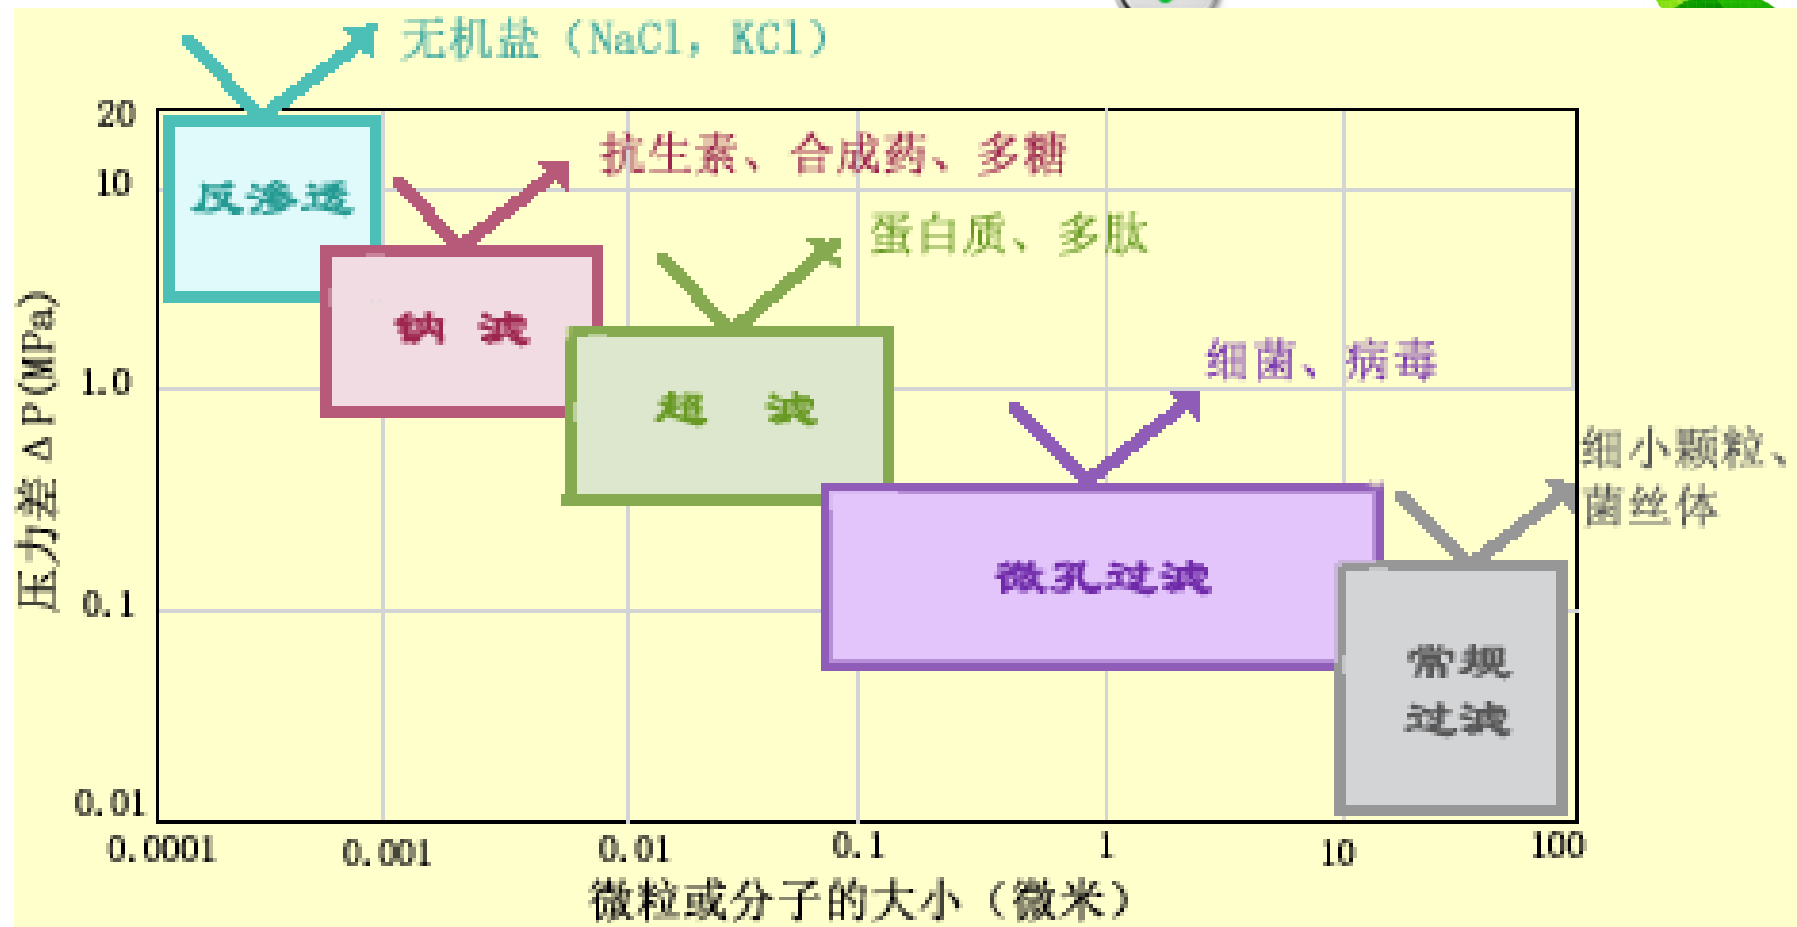 无机盐（NaCl，KCl）
20
抗生素、合成药、多糖
10
反渗透
蛋白质、多肽
钠 滤
细菌、病毒
1.0
超 滤
细小颗粒、
菌丝体
压力差ΔP(MPa)
微孔过滤
0.1
常规
过滤
0.01
0.0001
0.001
0.01
0.1
1
10
100
微粒或分子的大小（微米）